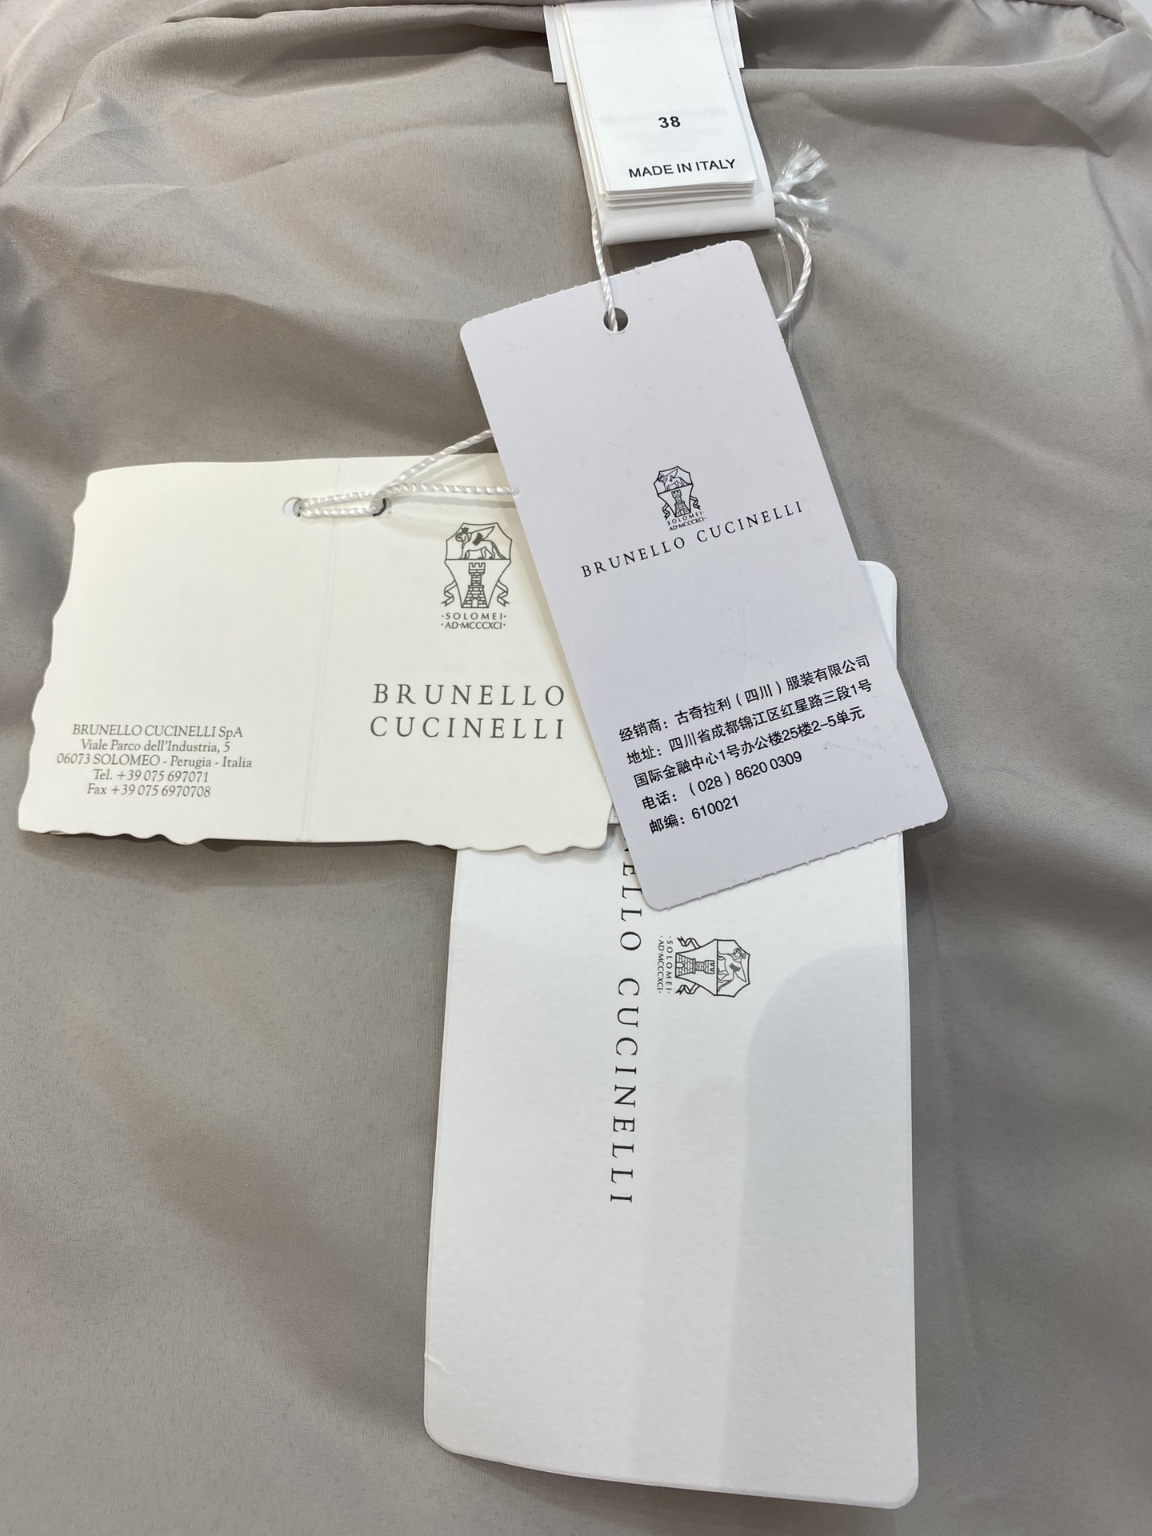 38
MADE IN ITALY
SOLOMEI
AD·MCCCXCI
BRUNELLO CUCINELLI
经销商：古奇拉利（四川）服装有限公司
地址：四川省成都锦江区红星路三段1号
国际金融中心1号办公楼25楼2-5单元
电话：（028）8620 0309
邮编：610021
·SOLOMEI·
·AD·MCCCXCI·
BRUNELLO
CUCINELLI
BRUNELLO CUCINELLI SpA
Viale Parco dell'Industria, 5
06073 SOLOMEO - Perugia - Italia
Tel. +39 075 697071
Fax +39 075 6970708
·SOLOMEI·
·AD·MCCCXCI·
ELLO CUCINELLI